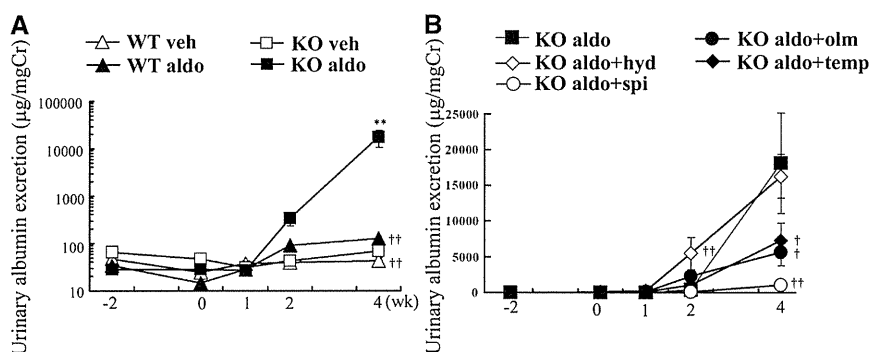 A
WT veh
KO veh
WT aldo
KO aldo
Urinary albumin excretion (μg/mgCr)
100000
10000
1000
100
10
**
††
††
-2
0
1
2
4 (wk)
B
KO aldo
KO aldo+olm
KO aldo+hyd
KO aldo+temp
KO aldo+spi
Urinary albumin excretion (μg/mgCr)
25000
20000
15000
10000
5000
0
††
†
†
††
-2
0
1
2
4